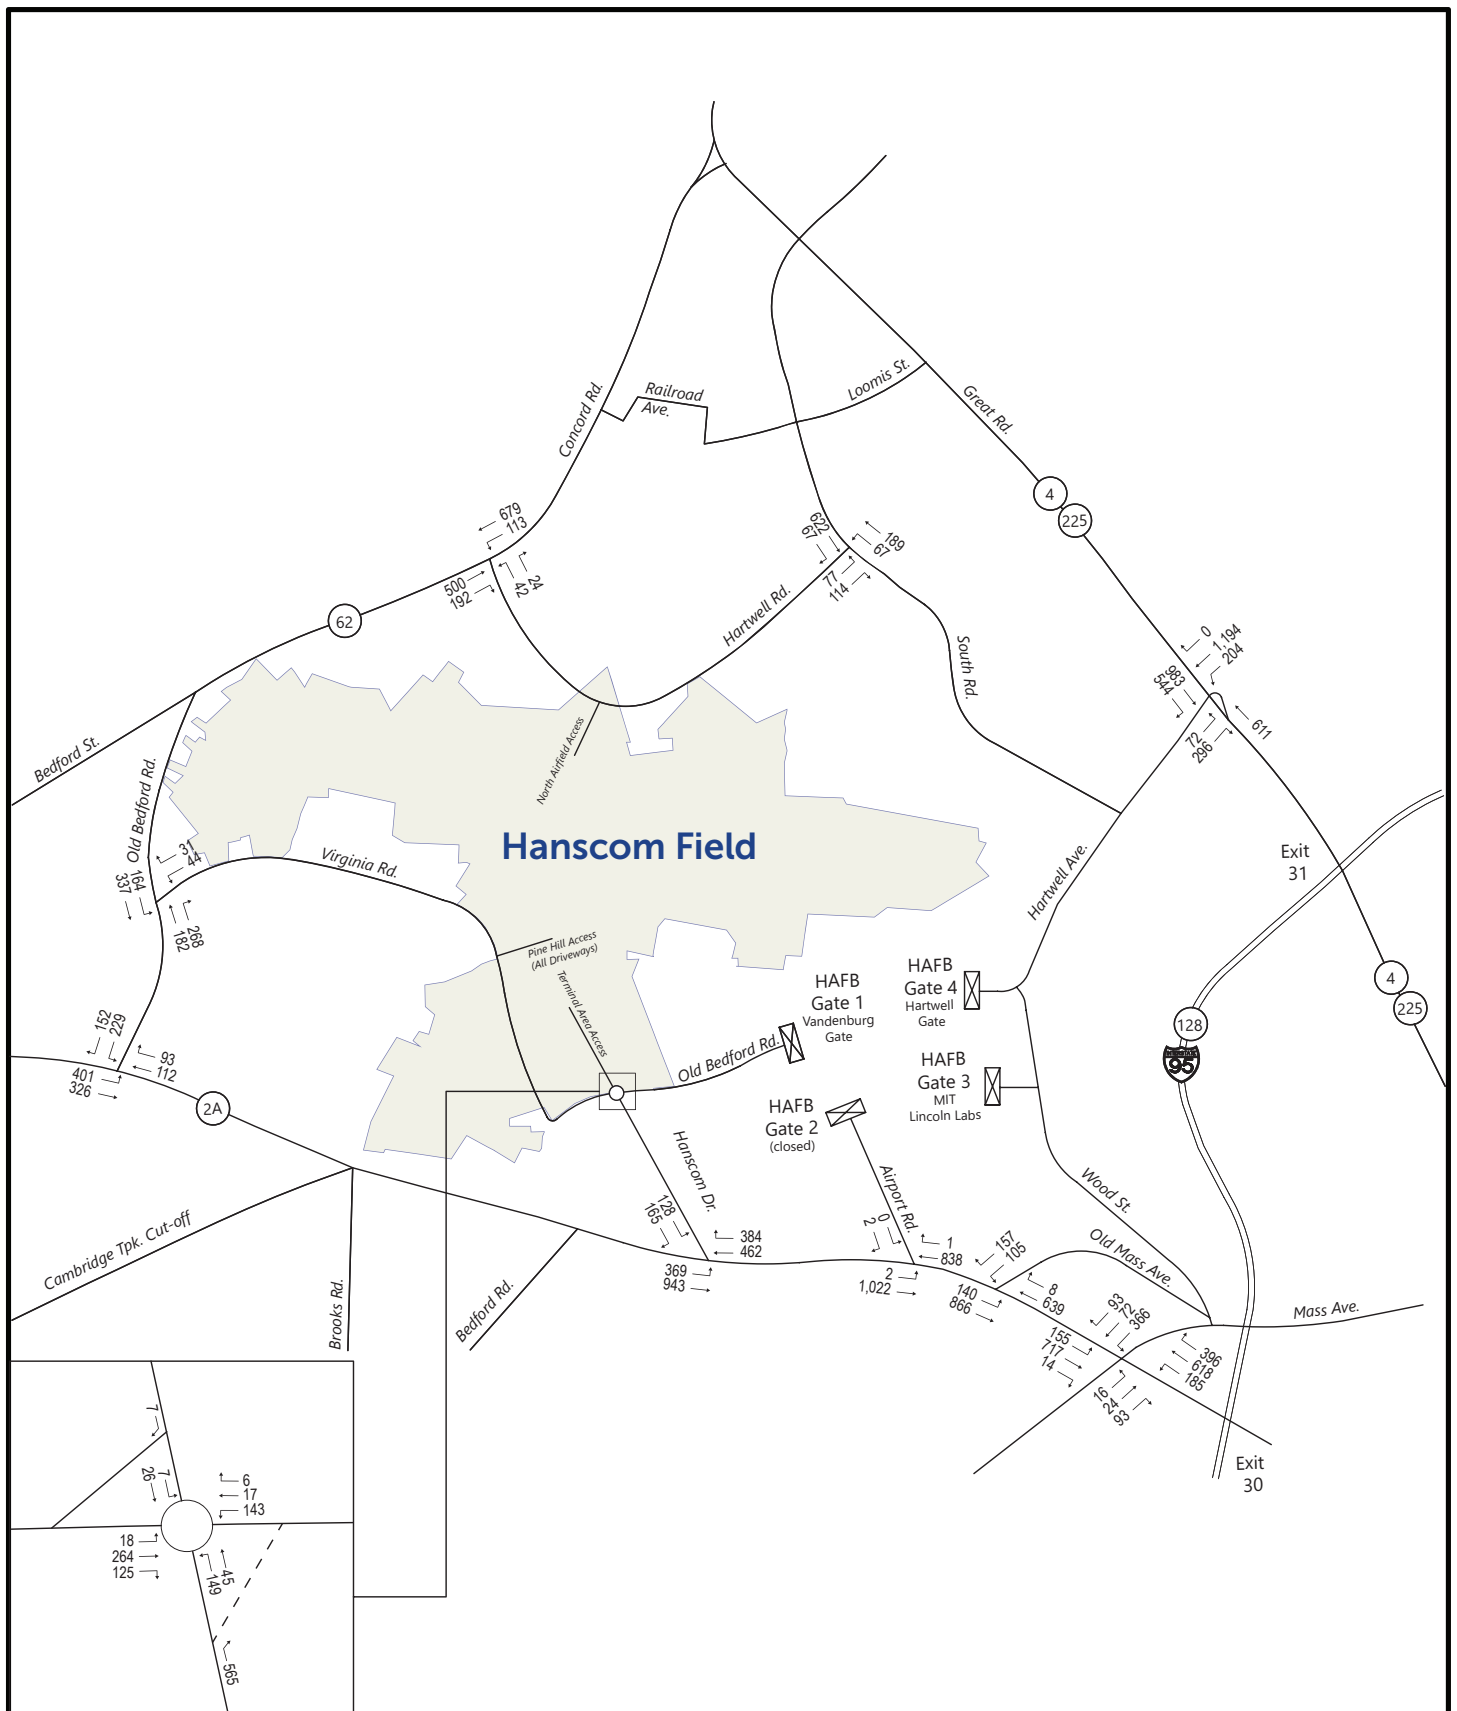 Concord Rd.
Railroad
Ave.
Loomis St.
Great Rd.
4
225
679
113
500
192
42
24
62
622
67
189
67
77
114
Hartwell Rd.
South Rd.
0
1,194
204
983
544
72
296
611
Bedford St.
Old Bedford Rd.
North Airfield Access
Hanscom Field
Virginia Rd.
31
44
164
337
182
268
Exit
31
Hartwell Ave.
Pine Hill Access
(All Driveways)
Terminal Area Access
HAFB
Gate 1
Vandenburg
Gate
HAFB
Gate 4
Hartwell
Gate
4
225
128
INTERSTATE
95
152
229
93
112
401
326
2A
Old Bedford Rd.
HAFB
Gate 3
MIT
Lincoln Labs
HAFB
Gate 2
(closed)
Hanscom Dr.
Airport Rd.
Wood St.
Old Mass Ave.
Mass Ave.
Cambridge Tpk. Cut-off
Brooks Rd.
Bedford Rd.
128
165
384
462
369
943
0
2
1
838
2
1,022
157
105
8
639
140
866
93
72
366
155
717
14
396
618
185
16
24
93
Exit
30
7
7
26
6
17
143
18
264
125
149
45
565